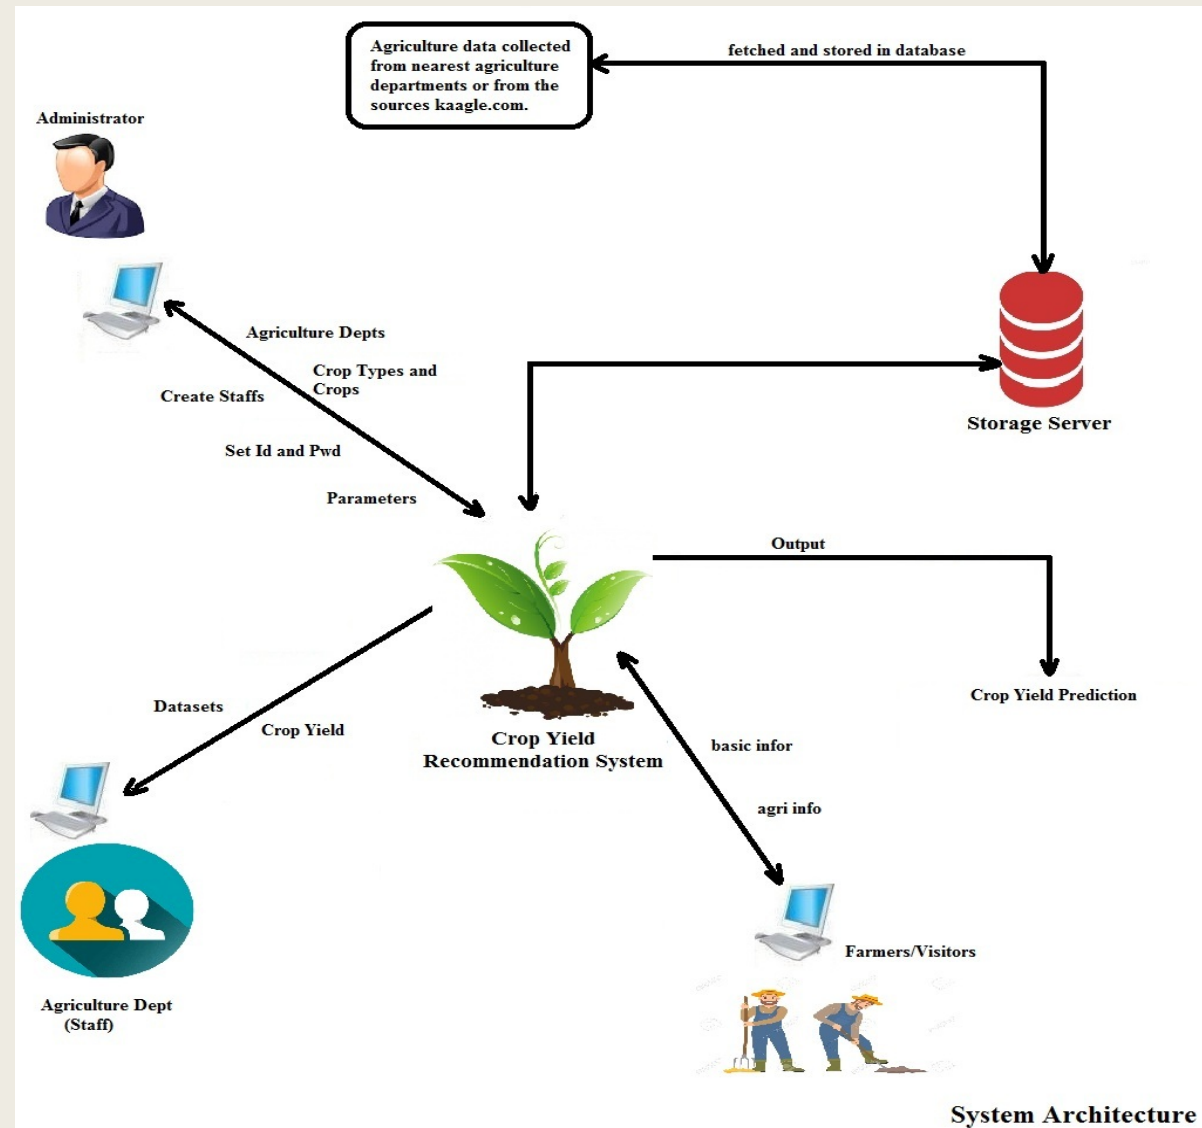 Agriculture data collected
from nearest agriculture
departments or from the
sources kaagle.com.
fetched and stored in database
Administrator
Agriculture Depts
Crop Types and
Crops
Create Staffs
Set Id and Pwd
Parameters
Storage Server
Output
Crop Yield Prediction
Datasets
Crop Yield
Crop Yield
Recommendation System
basic infor
agri info
Farmers/Visitors
Agriculture Dept
(Staff)
System Architecture